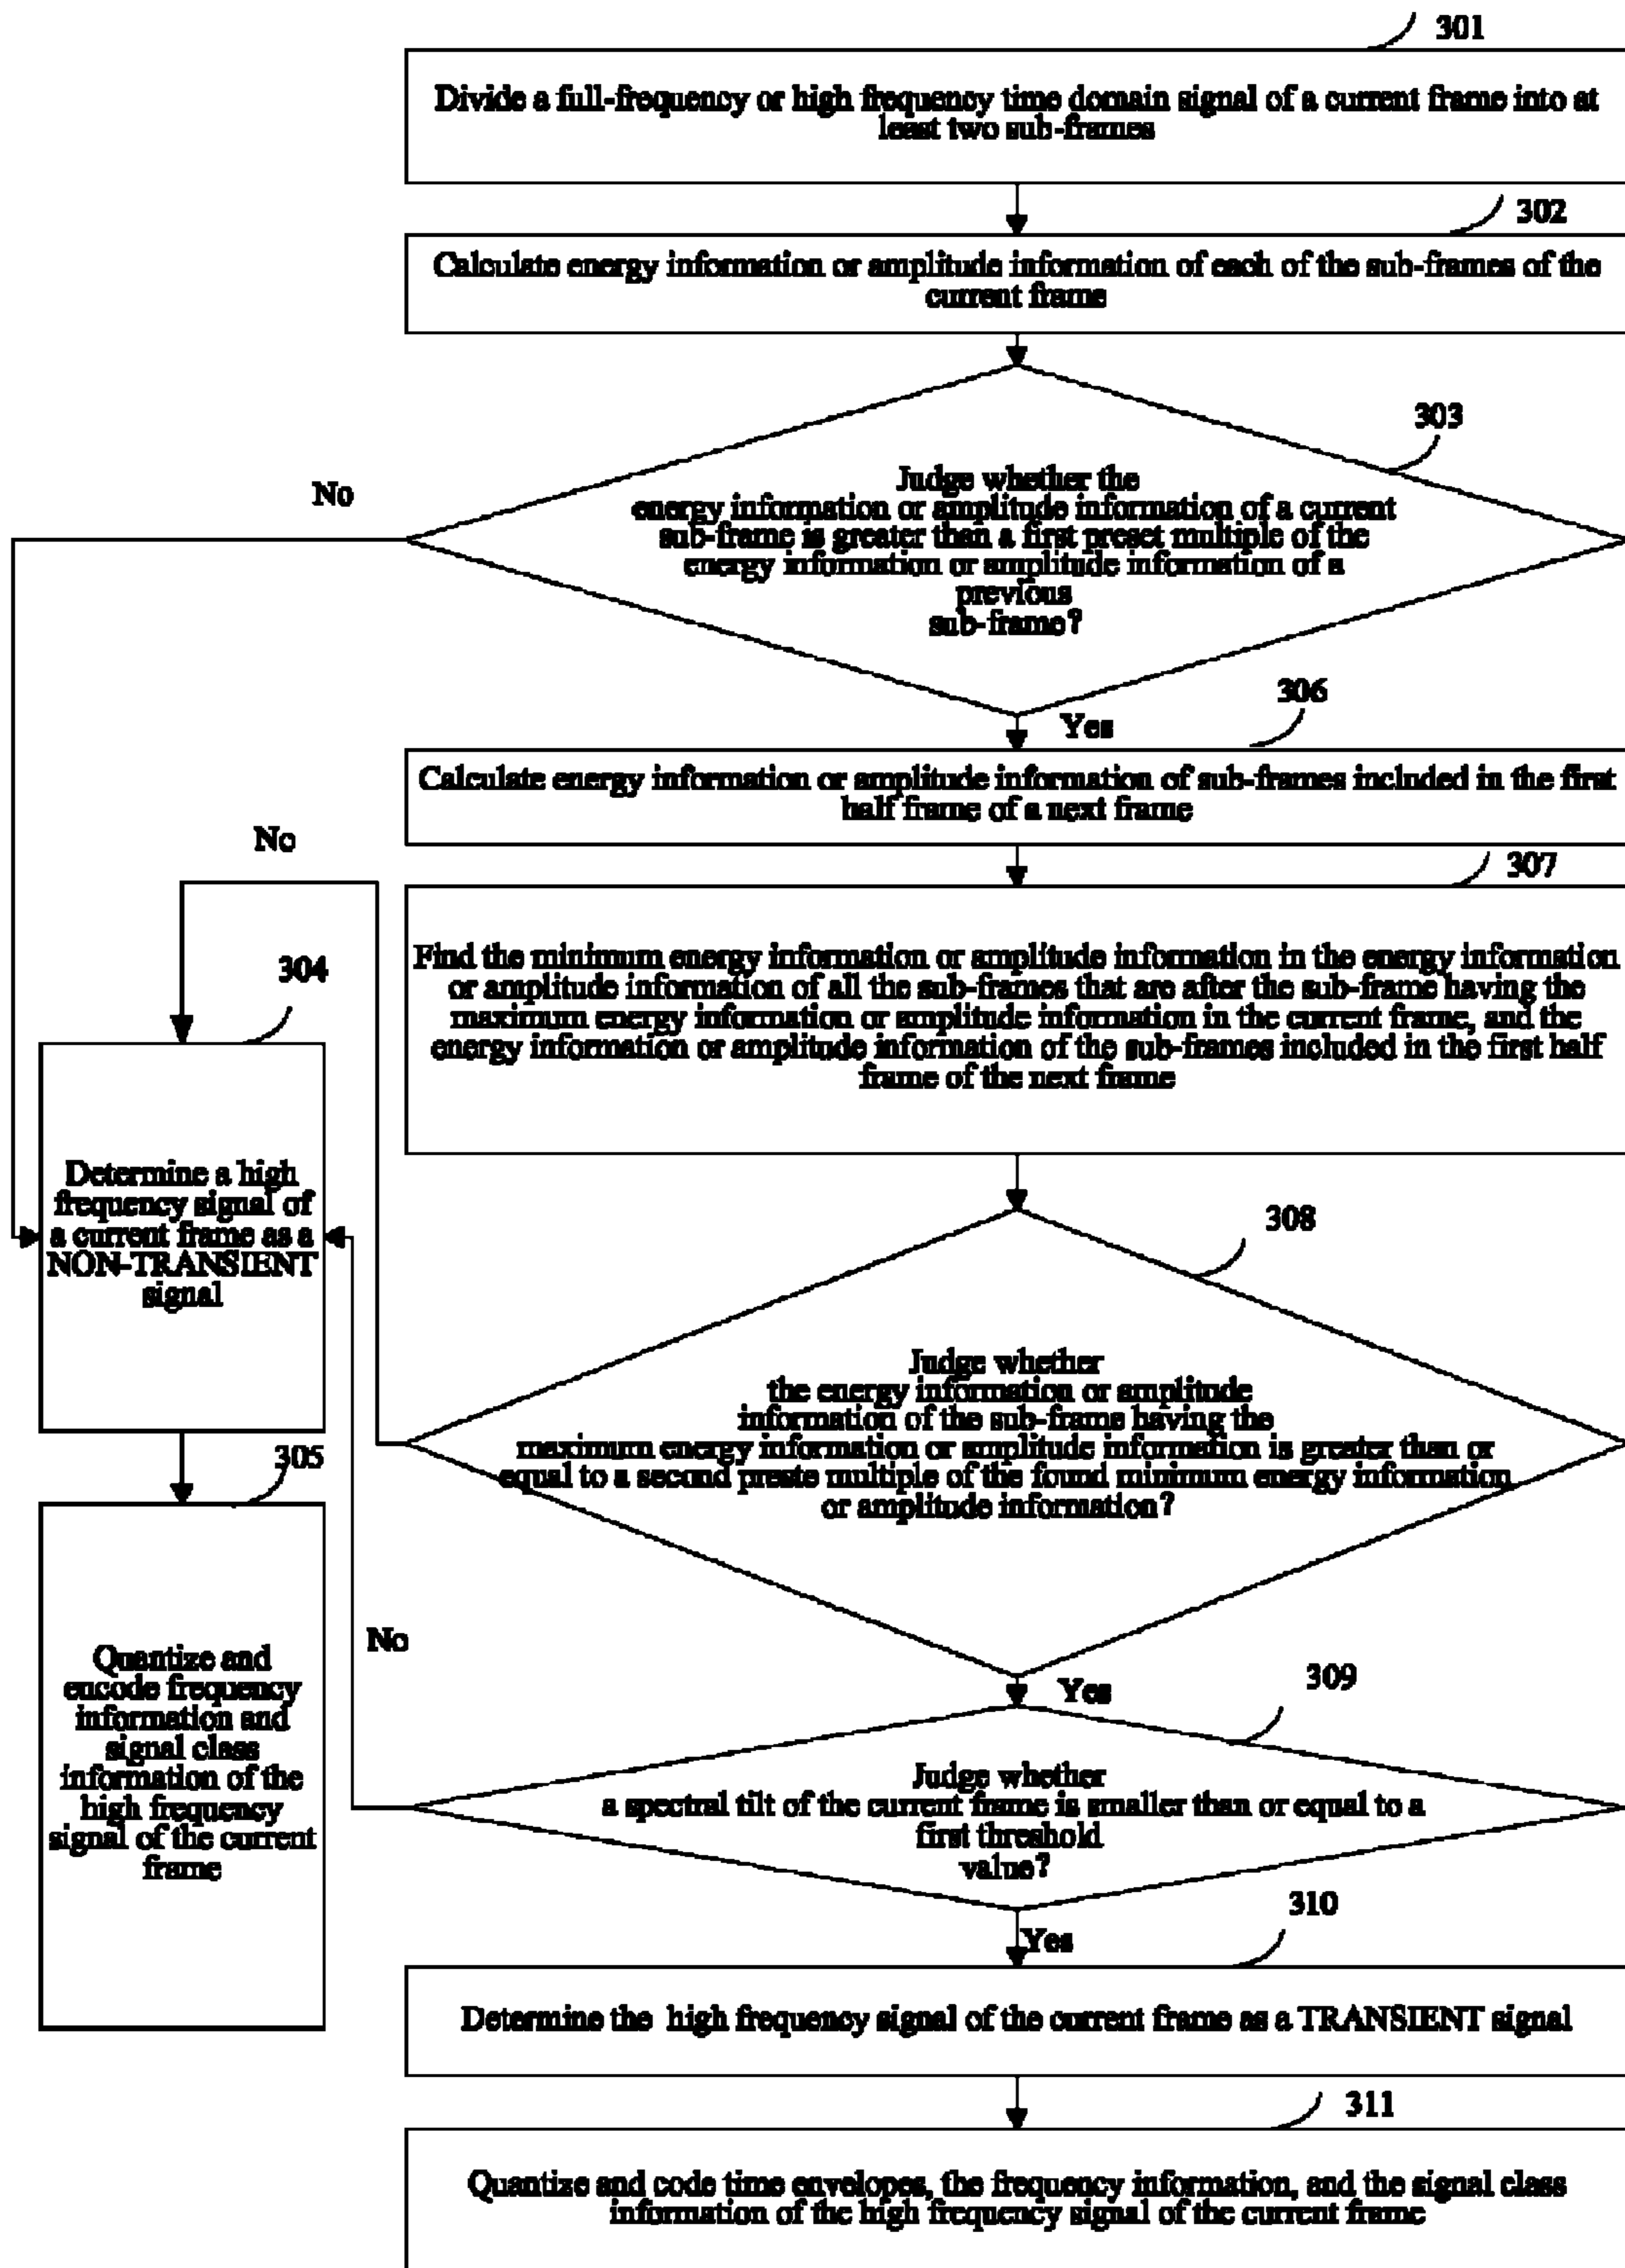 301
Divide a full-frequency or high frequency time domain signal of a current frame into at
least two sub-frames
302
Calculate energy information or amplitude information of each of the sub-frames of the
current frame
303
Judge whether the
energy information or amplitude information of a current
sub-frame is greater than a first preset multiple of the
energy information or amplitude information of a
previous
sub-frame?
No
306
Yes
Calculate energy information or amplitude information of sub-frames included in the first
half frame of a next frame
No
307
Find the minimum energy information or amplitude information in the energy information
or amplitude information of all the sub-frames that are after the sub-frame having the
maximum energy information or amplitude information in the current frame, and the
energy information or amplitude information of the sub-frames included in the first half
frame of the next frame
304
Determine a high
frequency signal of
a current frame as a
NON-TRANSIENT
signal
308
Judge whether
the energy information or amplitude
information of the sub-frame having the
maximum energy information or amplitude information is greater than or
equal to a second preste multiple of the found minimum energy information
or amplitude information?
305
Quantize and
encode frequency
information and
signal class
information of the
high frequency
signal of the current
frame
No
Yes
309
Judge whether
a spectral tilt of the current frame is smaller than or equal to a
first threshold
value?
310
Yes
Determine the high frequency signal of the current frame as a TRANSIENT signal
311
Quantize and code time envelopes, the frequency information, and the signal class
information of the high frequency signal of the current frame